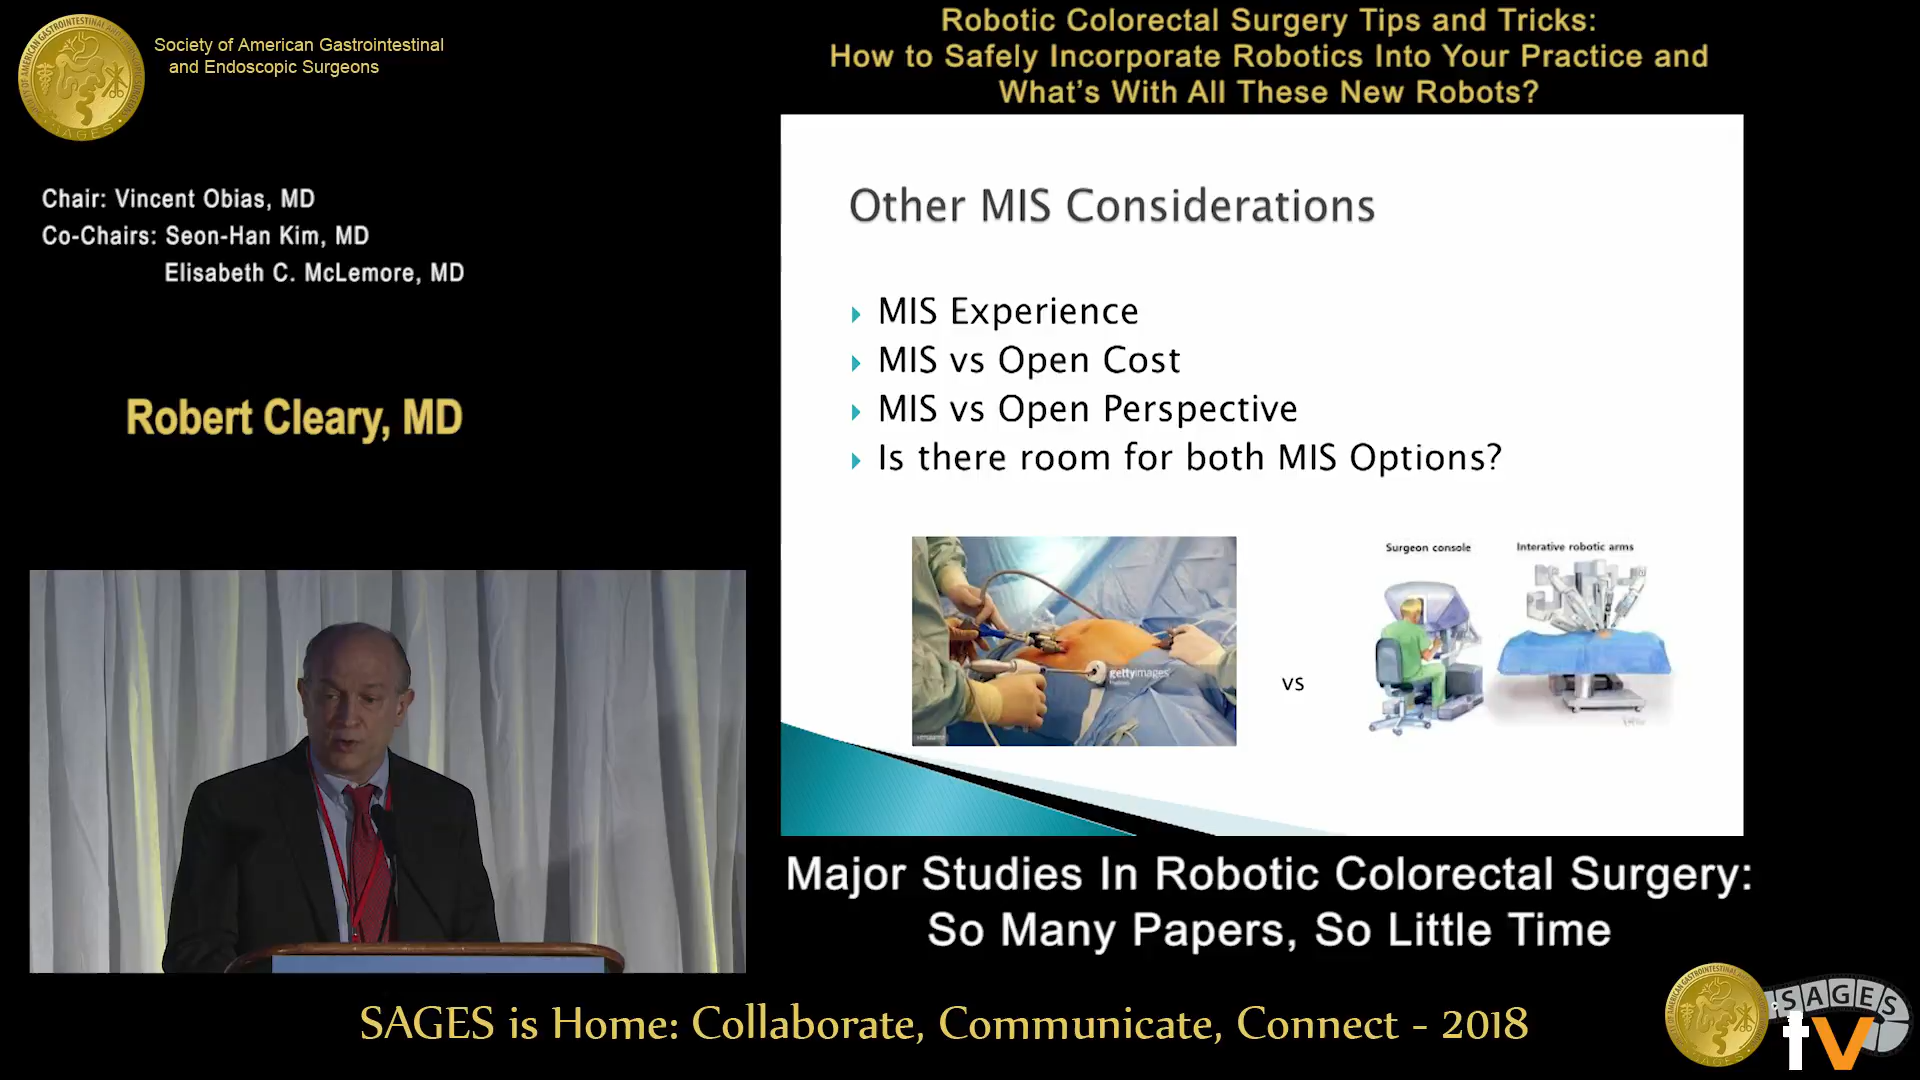 Society of American Gastrointestinal
and Endoscopic Surgeons
Robotic Colorectal Surgery Tips and Tricks:
How to Safely Incorporate Robotics Into Your Practice and
What's With All These New Robots?
Chair: Vincent Obias, MD
Co-Chairs: Seon-Han Kim, MD
Elisabeth C. McLemore, MD
Robert Cleary, MD
Other MIS Considerations
MIS Experience
MIS vs Open Cost
MIS vs Open Perspective
Is there room for both MIS Options?
Surgeon console
Interative robotic arms
gettyimages
vs
Major Studies In Robotic Colorectal Surgery:
So Many Papers, So Little Time
SAGES is Home: Collaborate, Communicate, Connect - 2018
SAGES
tv